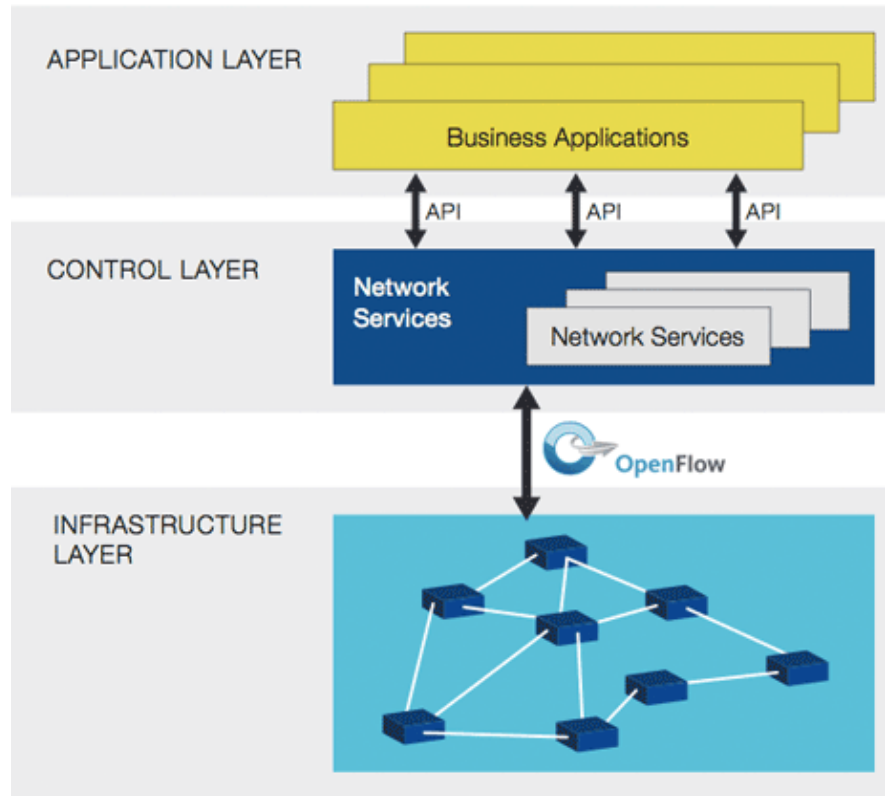 APPLICATION LAYER
Business Applications
API
API
API
CONTROL LAYER
Network
Services
Network Services
OpenFlow
INFRASTRUCTURE
LAYER